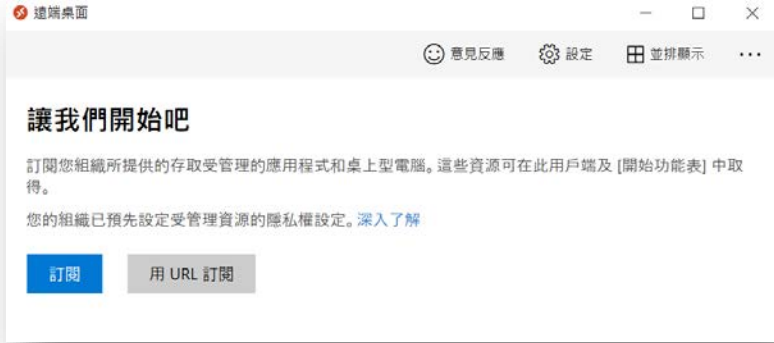 遠端桌面
意見反應 設定 並排顯示
讓我們開始吧
訂閱您組織所提供的存取受管理的應用程式和桌上型電腦。這些資源可在此用戶端及 [開始功能表] 中取
得。
您的組織已預先設定受管理資源的隱私權設定。深入了解
訂閱 用 URL 訂閱